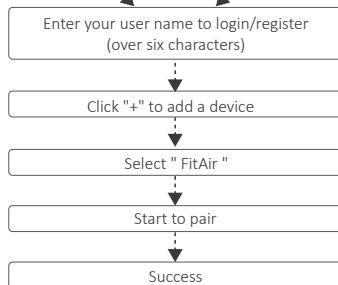 Enter your user name to login/register
(over six characters)
Click "+" to add a device
Select " FitAir "
Start to pair
Success